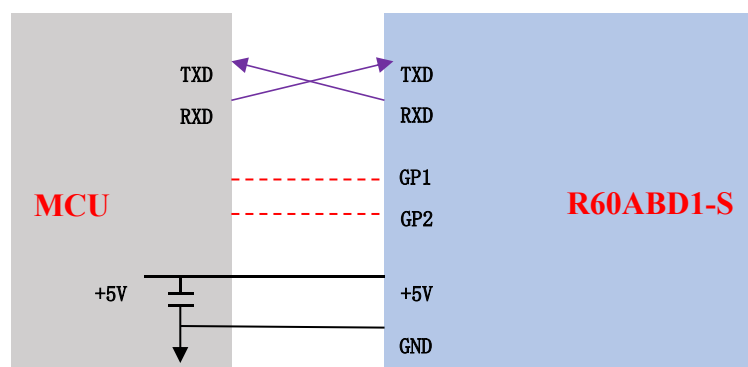 TXD
TXD
RXD
RXD
GP1
MCU
R60ABD1-S
GP2
+5V
+5V
GND